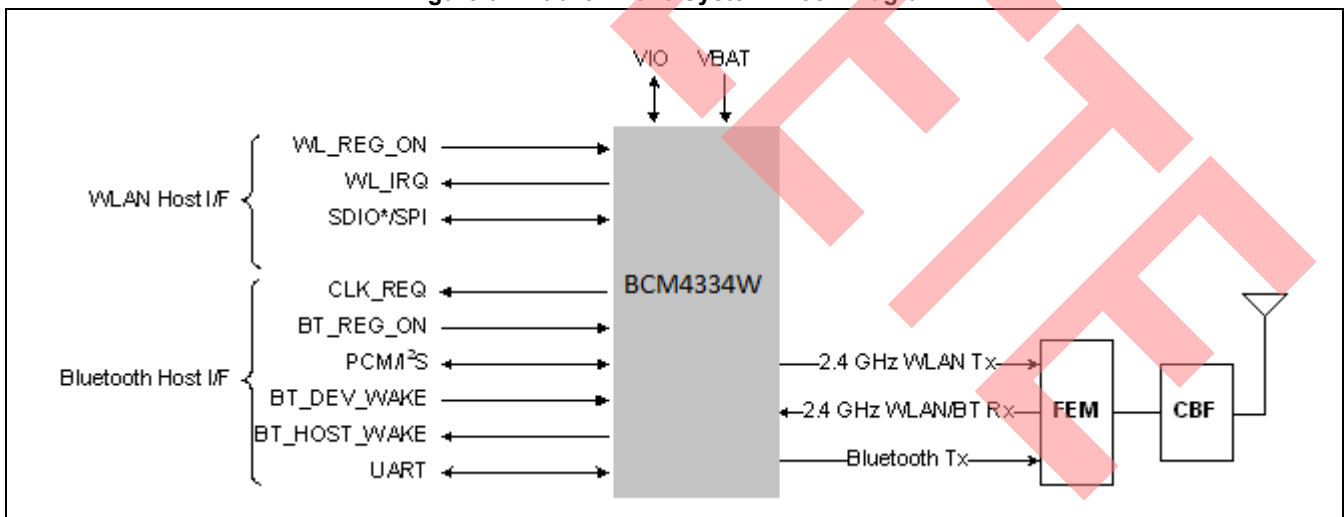 VIO VBAT
WL_REG_ON
WL_IRQ
WLAN Host I/F
SDIO*/SPI
BCM4334W
CLK_REQ
BT_REG_ON
PCM/I²S
Bluetooth Host I/F
BT_DEV_WAKE
BT_HOST_WAKE
UART
2.4 GHz WLAN Tx
2.4 GHz WLAN/BT Rx
Bluetooth Tx
FEM
CBF